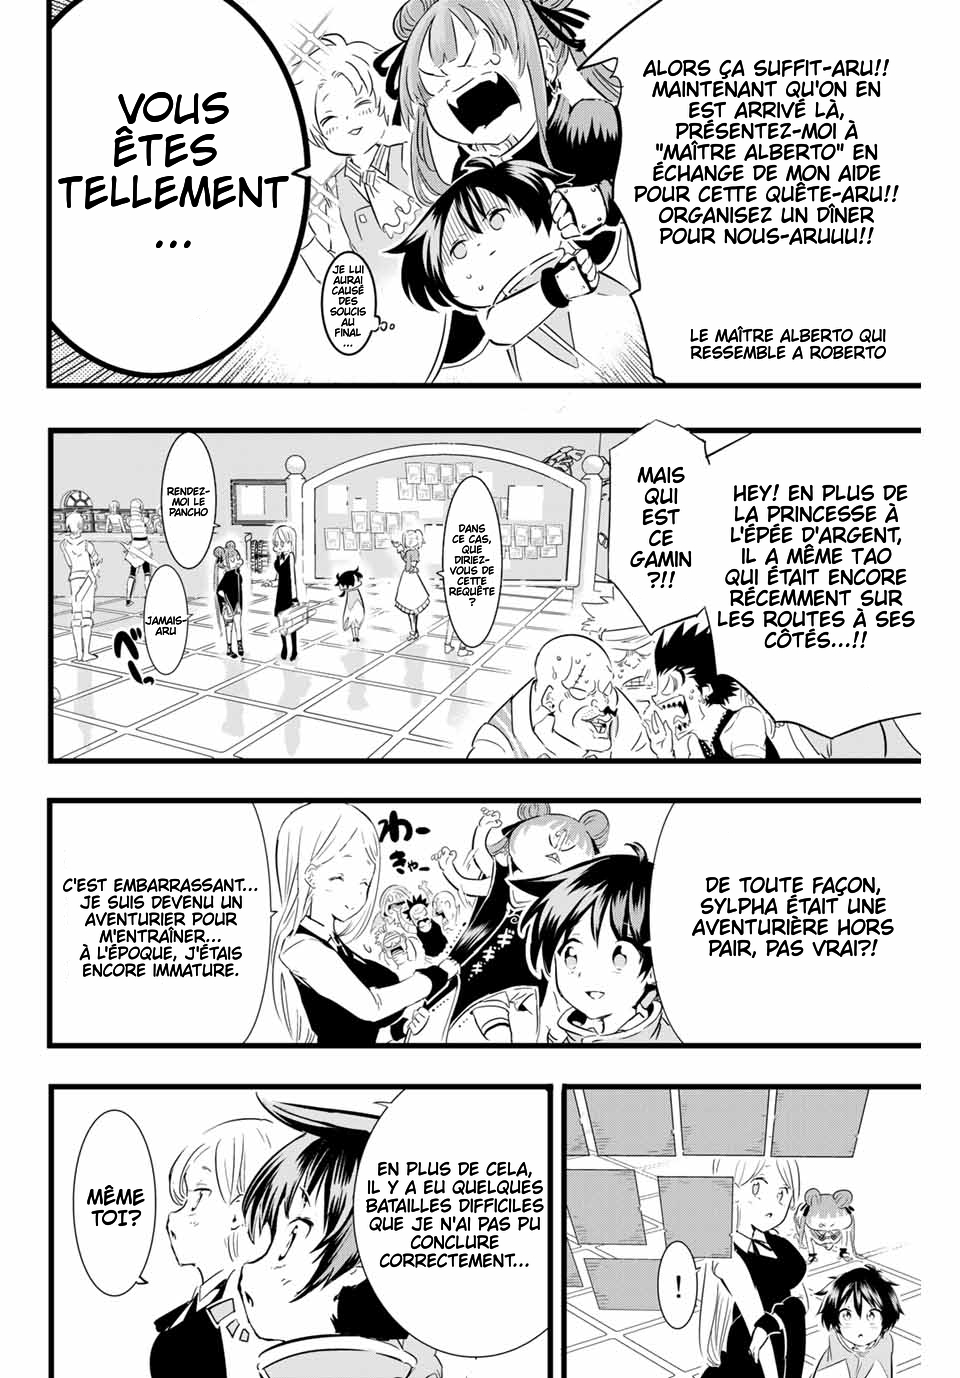 ALORS ÇA SUFFIT-ARU!!
MAINTENANT QU'ON EN
EST ARRIVÉ LÀ,
PRÉSENTEZ-MOI À
"MAÎTRE ALBERTO" EN
ÉCHANGE DE MON AIDE
POUR CETTE QUÊTE-ARU!!
ORGANISEZ UN DÎNER
POUR NOUS-ARUUU!!
LE MAÎTRE ALBERTO QUI
RESSEMBLE A ROBERTO
JE LUI
AURAI
CAUSÉ
DES
SOUCIS
AU
FINAL
...
VOUS
ÊTES
TELLEMENT
...
HEY! EN PLUS DE
LA PRINCESSE À
L'ÉPÉE D'ARGENT,
IL A MÊME TAO
QUI ÉTAIT ENCORE
RÉCEMMENT SUR
LES ROUTES À SES
CÔTÉS...!!
MAIS
QUI
EST
CE
GAMIN
?!!
DANS
CE CAS,
QUE
DIRIEZ-
VOUS DE
CETTE
REQUÊTE
?
RENDEZ-
MOI LE
PANCHO
JAMAIS-
ARU
DE TOUTE FAÇON,
SYLPHA ÉTAIT UNE
AVENTURIÈRE HORS
PAIR, PAS VRAI?!
わー
きゃー
C'EST EMBARRASSANT...
JE SUIS DEVENU UN
AVENTURIER POUR
M'ENTRAÎNER...
À L'ÉPOQUE, J'ÉTAIS
ENCORE IMMATURE.
!
EN PLUS DE CELA,
IL Y A EU QUELQUES
BATAILLES DIFFICILES
QUE JE N'AI PAS PU
CONCLURE
CORRECTEMENT...
MÊME
TOI?